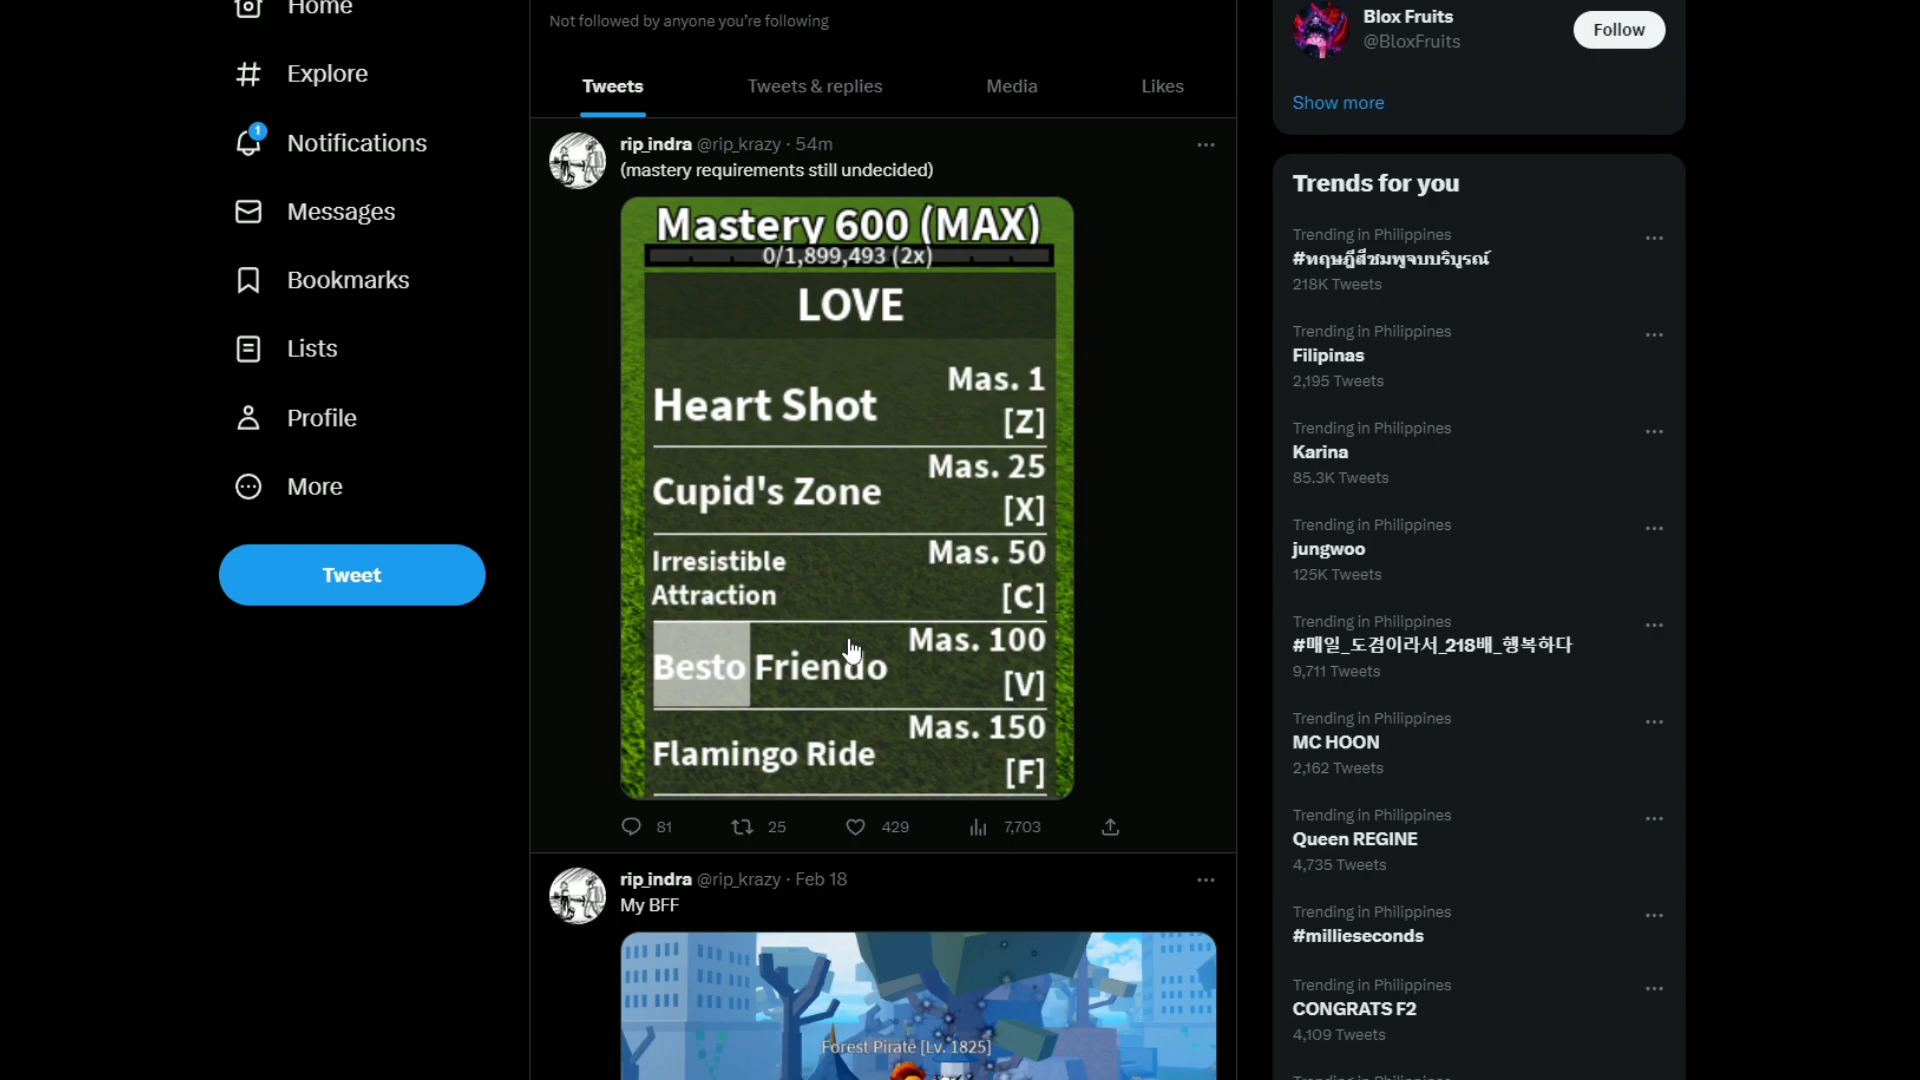 Home
Explore
1
Notifications
Messages
Bookmarks
Lists
Profile
More
Tweet
Not followed by anyone you're following
Tweets
Tweets & replies
Media
Likes
rip_indra @rip_krazy · 54m
(mastery requirements still undecided)
Mastery 600 (MAX)
0/1,899,493 (2x)
LOVE
Heart Shot
Mas. 1
[Z]
Cupid's Zone
Mas. 25
[X]
Irresistible
Attraction
Mas. 50
[C]
Besto Friendo
Mas. 100
[V]
Flamingo Ride
Mas. 150
[F]
81
25
429
7,703
rip_indra @rip_krazy · Feb 18
My BFF
Forest Pirate [Lv. 1825]
Blox Fruits
@BloxFruits
Follow
Show more
Trends for you
Trending in Philippines
#ทฤษฎีสีชมพูจบบริบูรณ์
218K Tweets
Trending in Philippines
Filipinas
2,195 Tweets
Trending in Philippines
Karina
85.3K Tweets
Trending in Philippines
jungwoo
125K Tweets
Trending in Philippines
#매일_도겸이라서_218배_행복하다
9,711 Tweets
Trending in Philippines
MC HOON
2,162 Tweets
Trending in Philippines
Queen REGINE
4,735 Tweets
Trending in Philippines
#millieseconds
Trending in Philippines
CONGRATS F2
4,109 Tweets